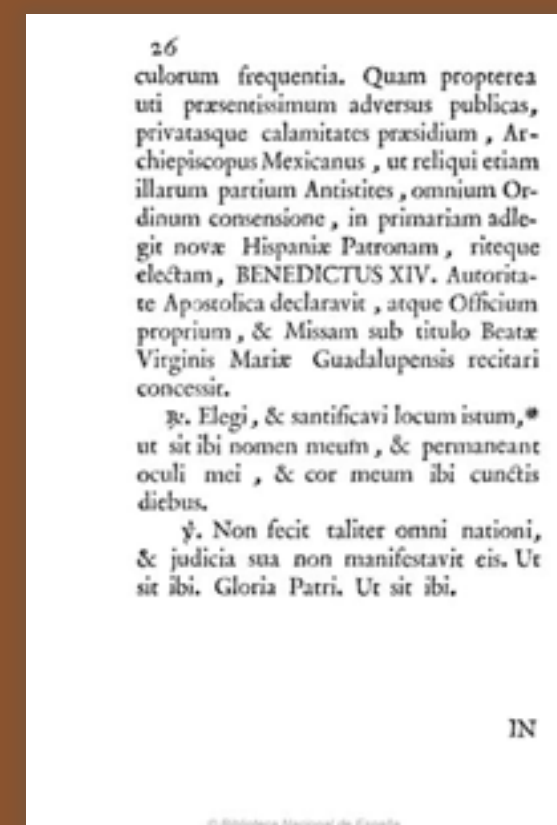 26
culorum frequentia. Quam propterea
uti præsentissimum adversus publicas,
privatasque calamitates præsidium , Ar-
chiepiscopus Mexicanus , ut reliqui etiam
illarum partium Antistites , omnium Or-
dinum consensione , in primariam adle-
git novæ Hispaniæ Patronam , riteque
electam , BENEDICTUS XIV. Autorita-
te Apostolica declaravit , atque Officium
proprium , & Missam sub titulo Beatæ
Virginis Mariæ Guadalupensis recitari
concessit.
℟. Elegi , & santificavi locum istum,*
ut sit ibi nomen meum , & permaneant
oculi mei , & cor meum ibi cunctis
diebus.
℣. Non fecit taliter omni nationi,
& judicia sua non manifestavit eis. Ut
sit ibi. Gloria Patri. Ut sit ibi.
IN
© Biblioteca Nacional de España